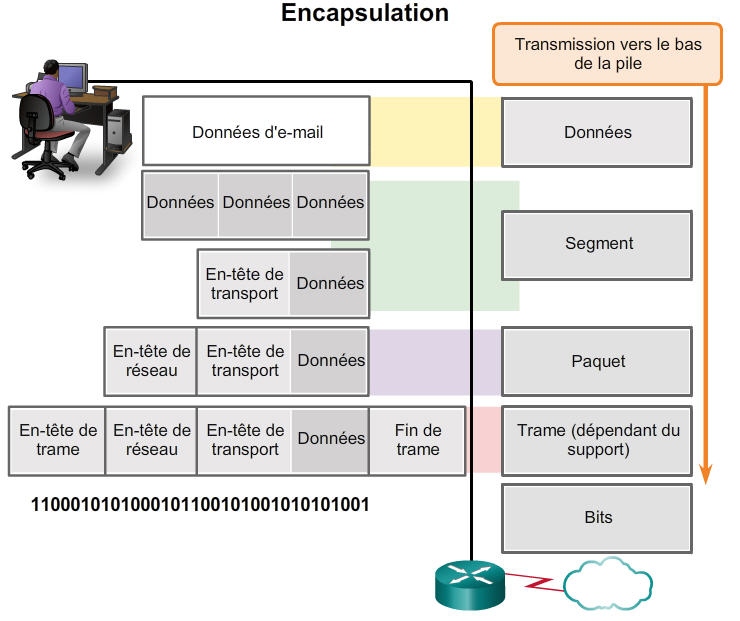 Encapsulation
Transmission vers le bas
de la pile
Données d'e-mail
Données
Données Données Données
Segment
En-tête de
transport
Données
En-tête de
réseau
En-tête de
transport
Données
Paquet
En-tête de
trame
En-tête de
réseau
En-tête de
transport
Données
Fin de
trame
Trame (dépendant du
support)
1100010101000101100101001010101001
Bits